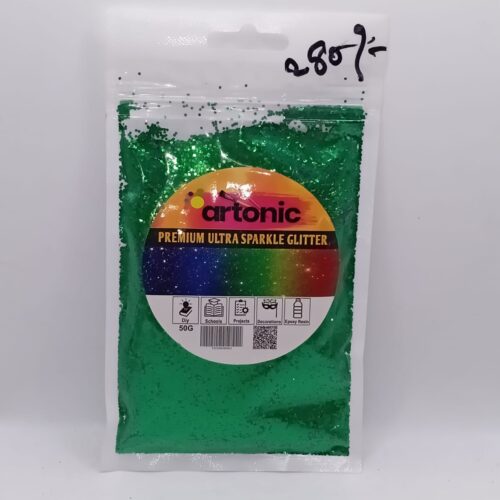 280/-
artonic
PREMIUM ULTRA SPARKLE GLITTER
Diy Schools Projects Decorations Epoxy Resin
50G